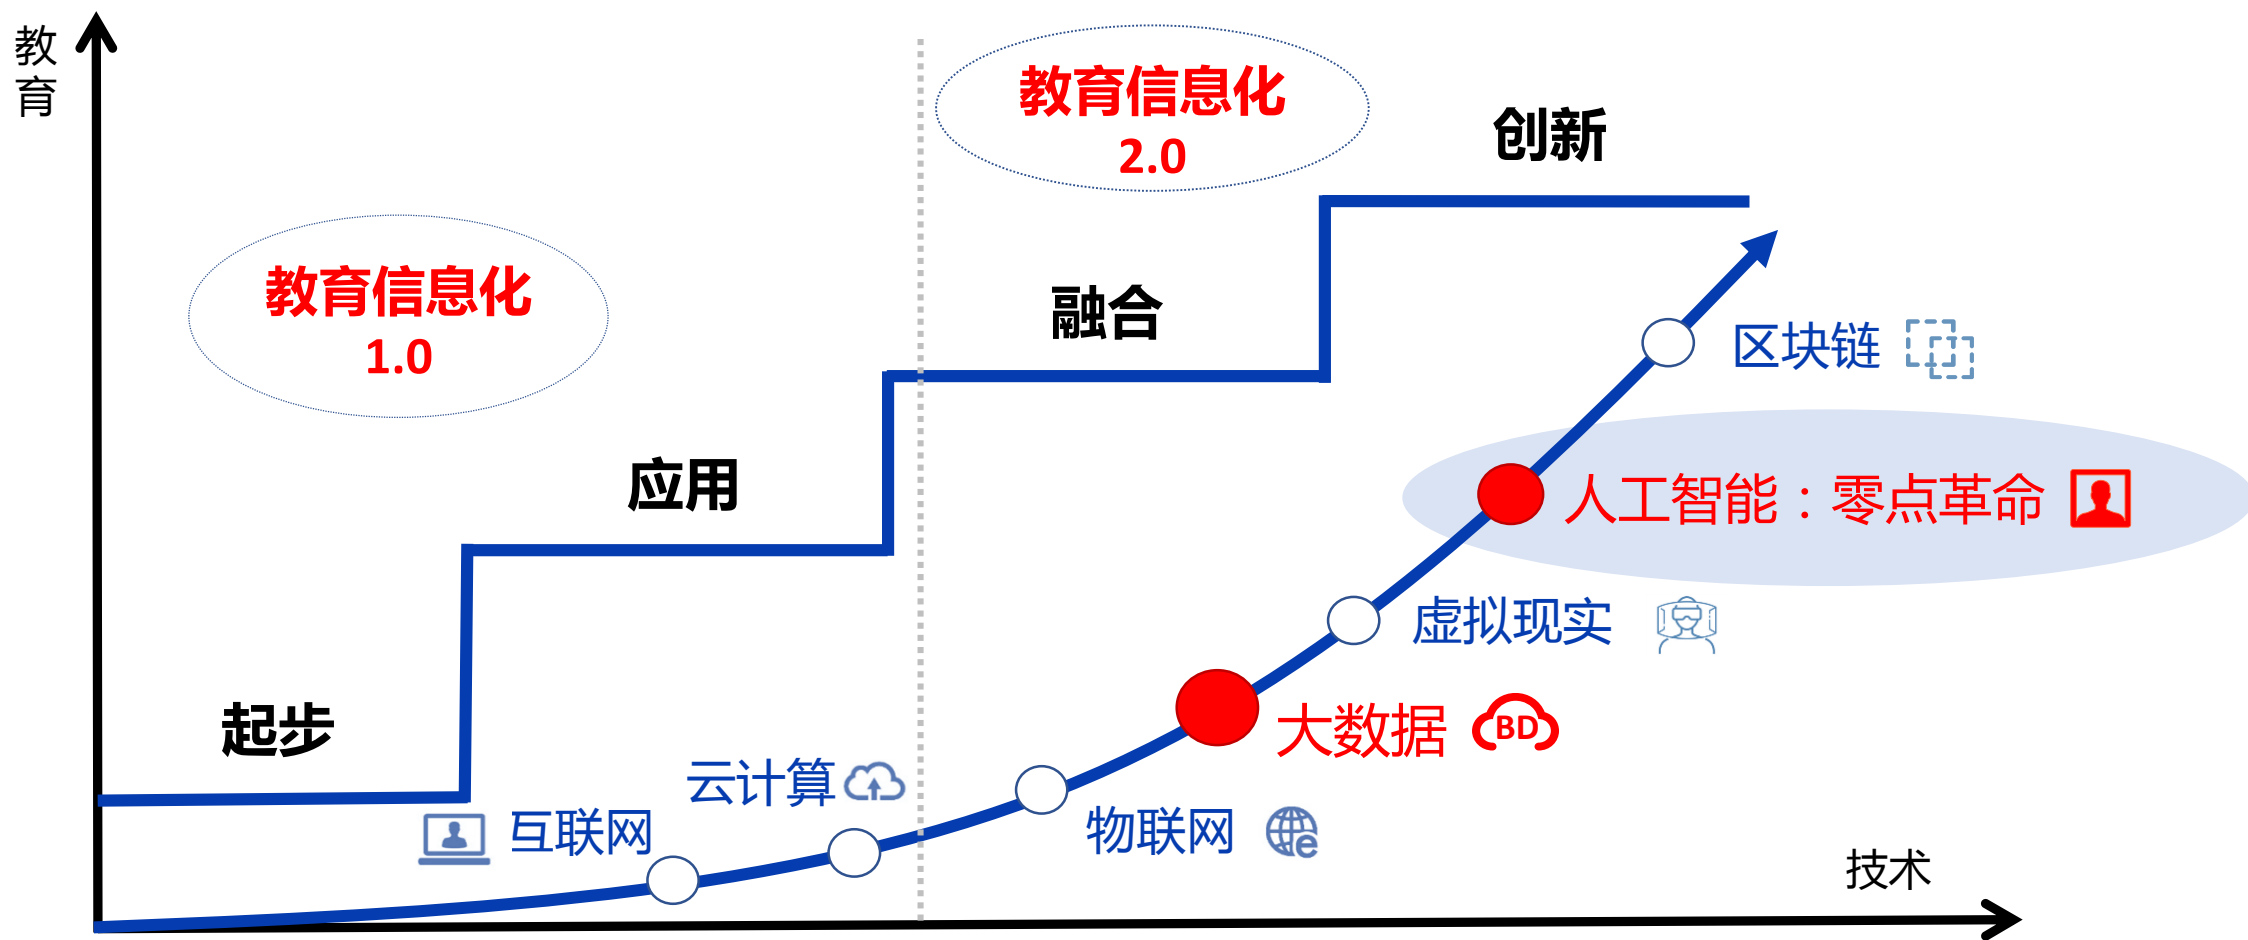 教
育
教育信息化
2.0
创新
教育信息化
1.0
融合
区块链
应用
人工智能：零点革命
虚拟现实
起步
大数据
BD
云计算
互联网
物联网
e
技术